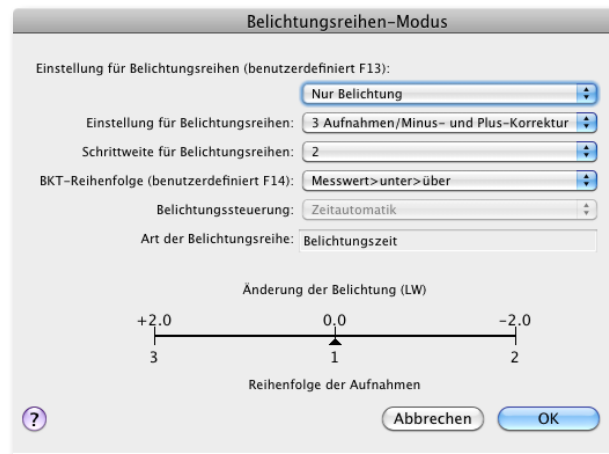 Belichtungsreihen-Modus
Einstellung für Belichtungsreihen (benutzerdefiniert F13):
Nur Belichtung
Einstellung für Belichtungsreihen: 3 Aufnahmen/Minus- und Plus-Korrektur
Schrittweite für Belichtungsreihen: 2
BKT-Reihenfolge (benutzerdefiniert F14): Messwert>unter>über
Belichtungssteuerung: Zeitautomatik
Art der Belichtungsreihe: Belichtungszeit
Änderung der Belichtung (LW)
+2.0 0.0 -2.0
3 1 2
Reihenfolge der Aufnahmen
? Abbrechen OK